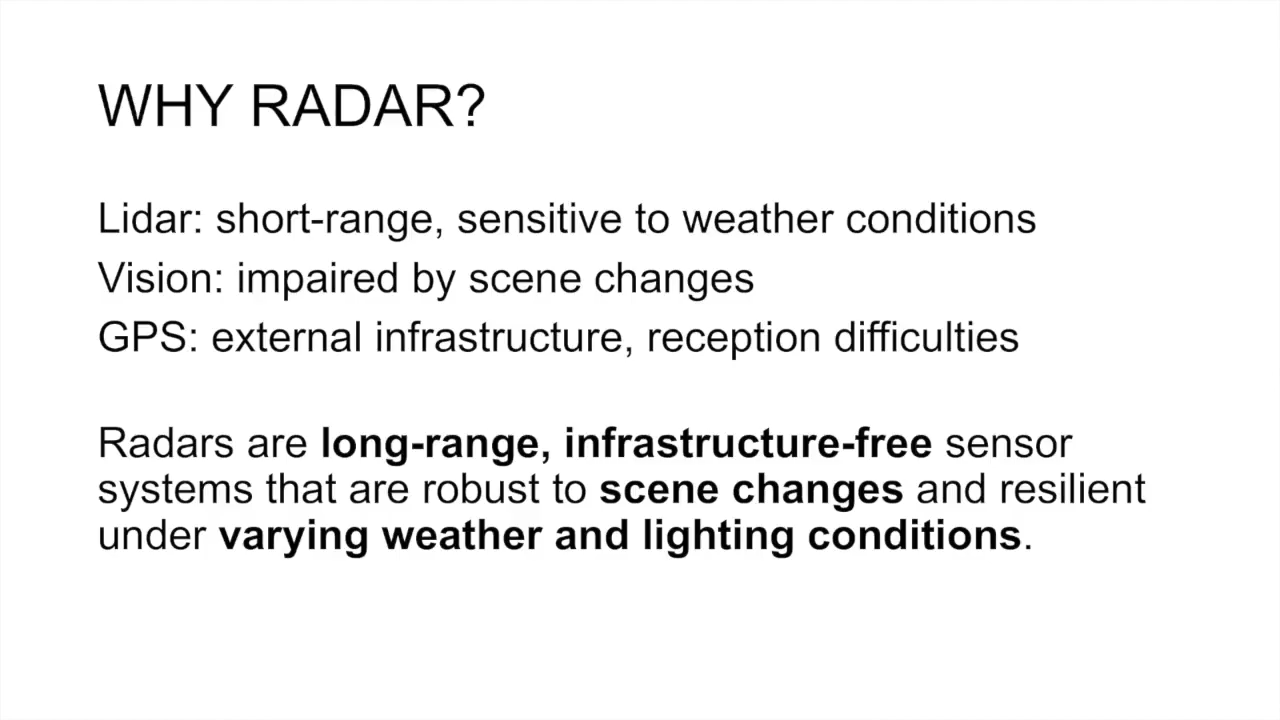 WHY RADAR?
Lidar: short-range, sensitive to weather conditions
Vision: impaired by scene changes
GPS: external infrastructure, reception difficulties
Radars are long-range, infrastructure-free sensor
systems that are robust to scene changes and resilient
under varying weather and lighting conditions.